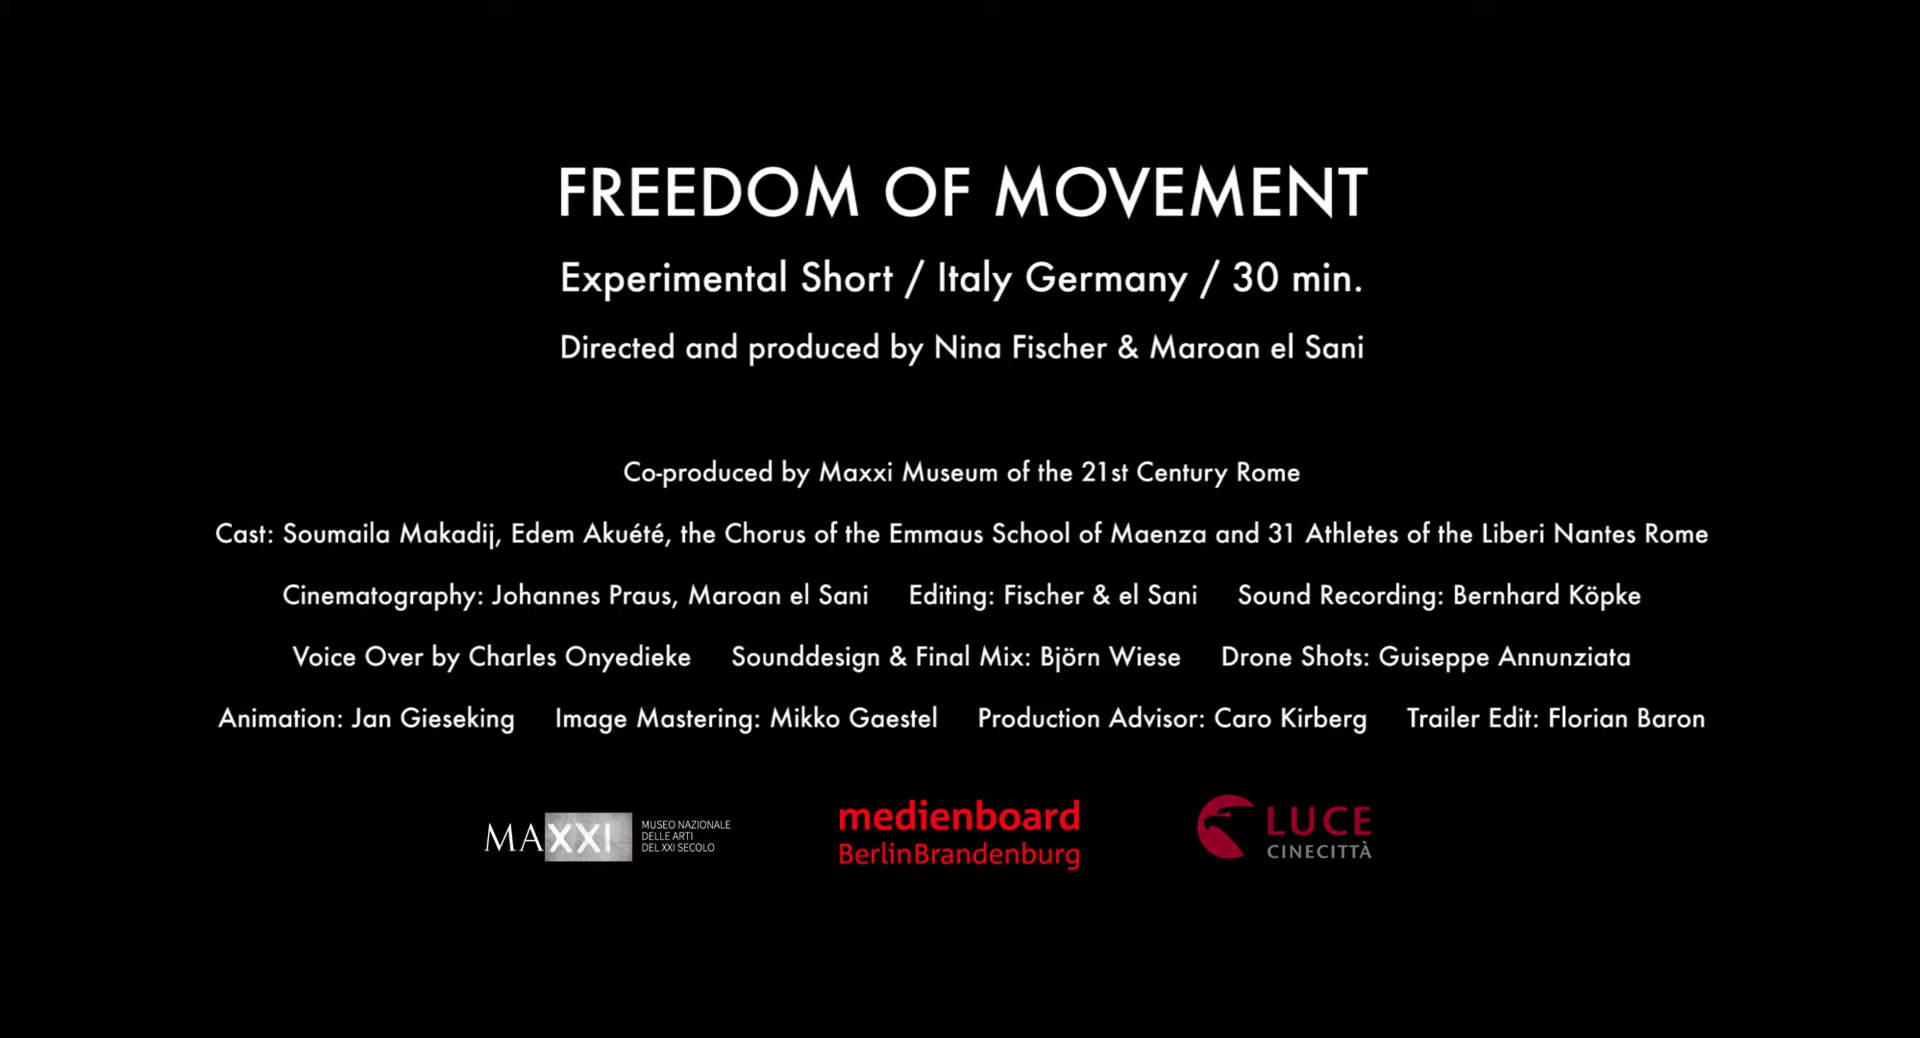 FREEDOM OF MOVEMENT
Experimental Short / Italy Germany / 30 min.
Directed and produced by Nina Fischer & Maroan el Sani
Co-produced by Maxxi Museum of the 21st Century Rome
Cast: Soumaila Makadij, Edem Akuété, the Chorus of the Emmaus School of Maenza and 31 Athletes of the Liberi Nantes Rome
Cinematography: Johannes Praus, Maroan el Sani Editing: Fischer & el Sani Sound Recording: Bernhard Köpke
Voice Over by Charles Onyedieke Sounddesign & Final Mix: Björn Wiese Drone Shots: Guiseppe Annunziata
Animation: Jan Gieseking Image Mastering: Mikko Gaestel Production Advisor: Caro Kirberg Trailer Edit: Florian Baron
MAXXI
MUSEO NAZIONALE
DELLE ARTI
DEL XXI SECOLO
medienboard
BerlinBrandenburg
LUCE
CINECITTÀ